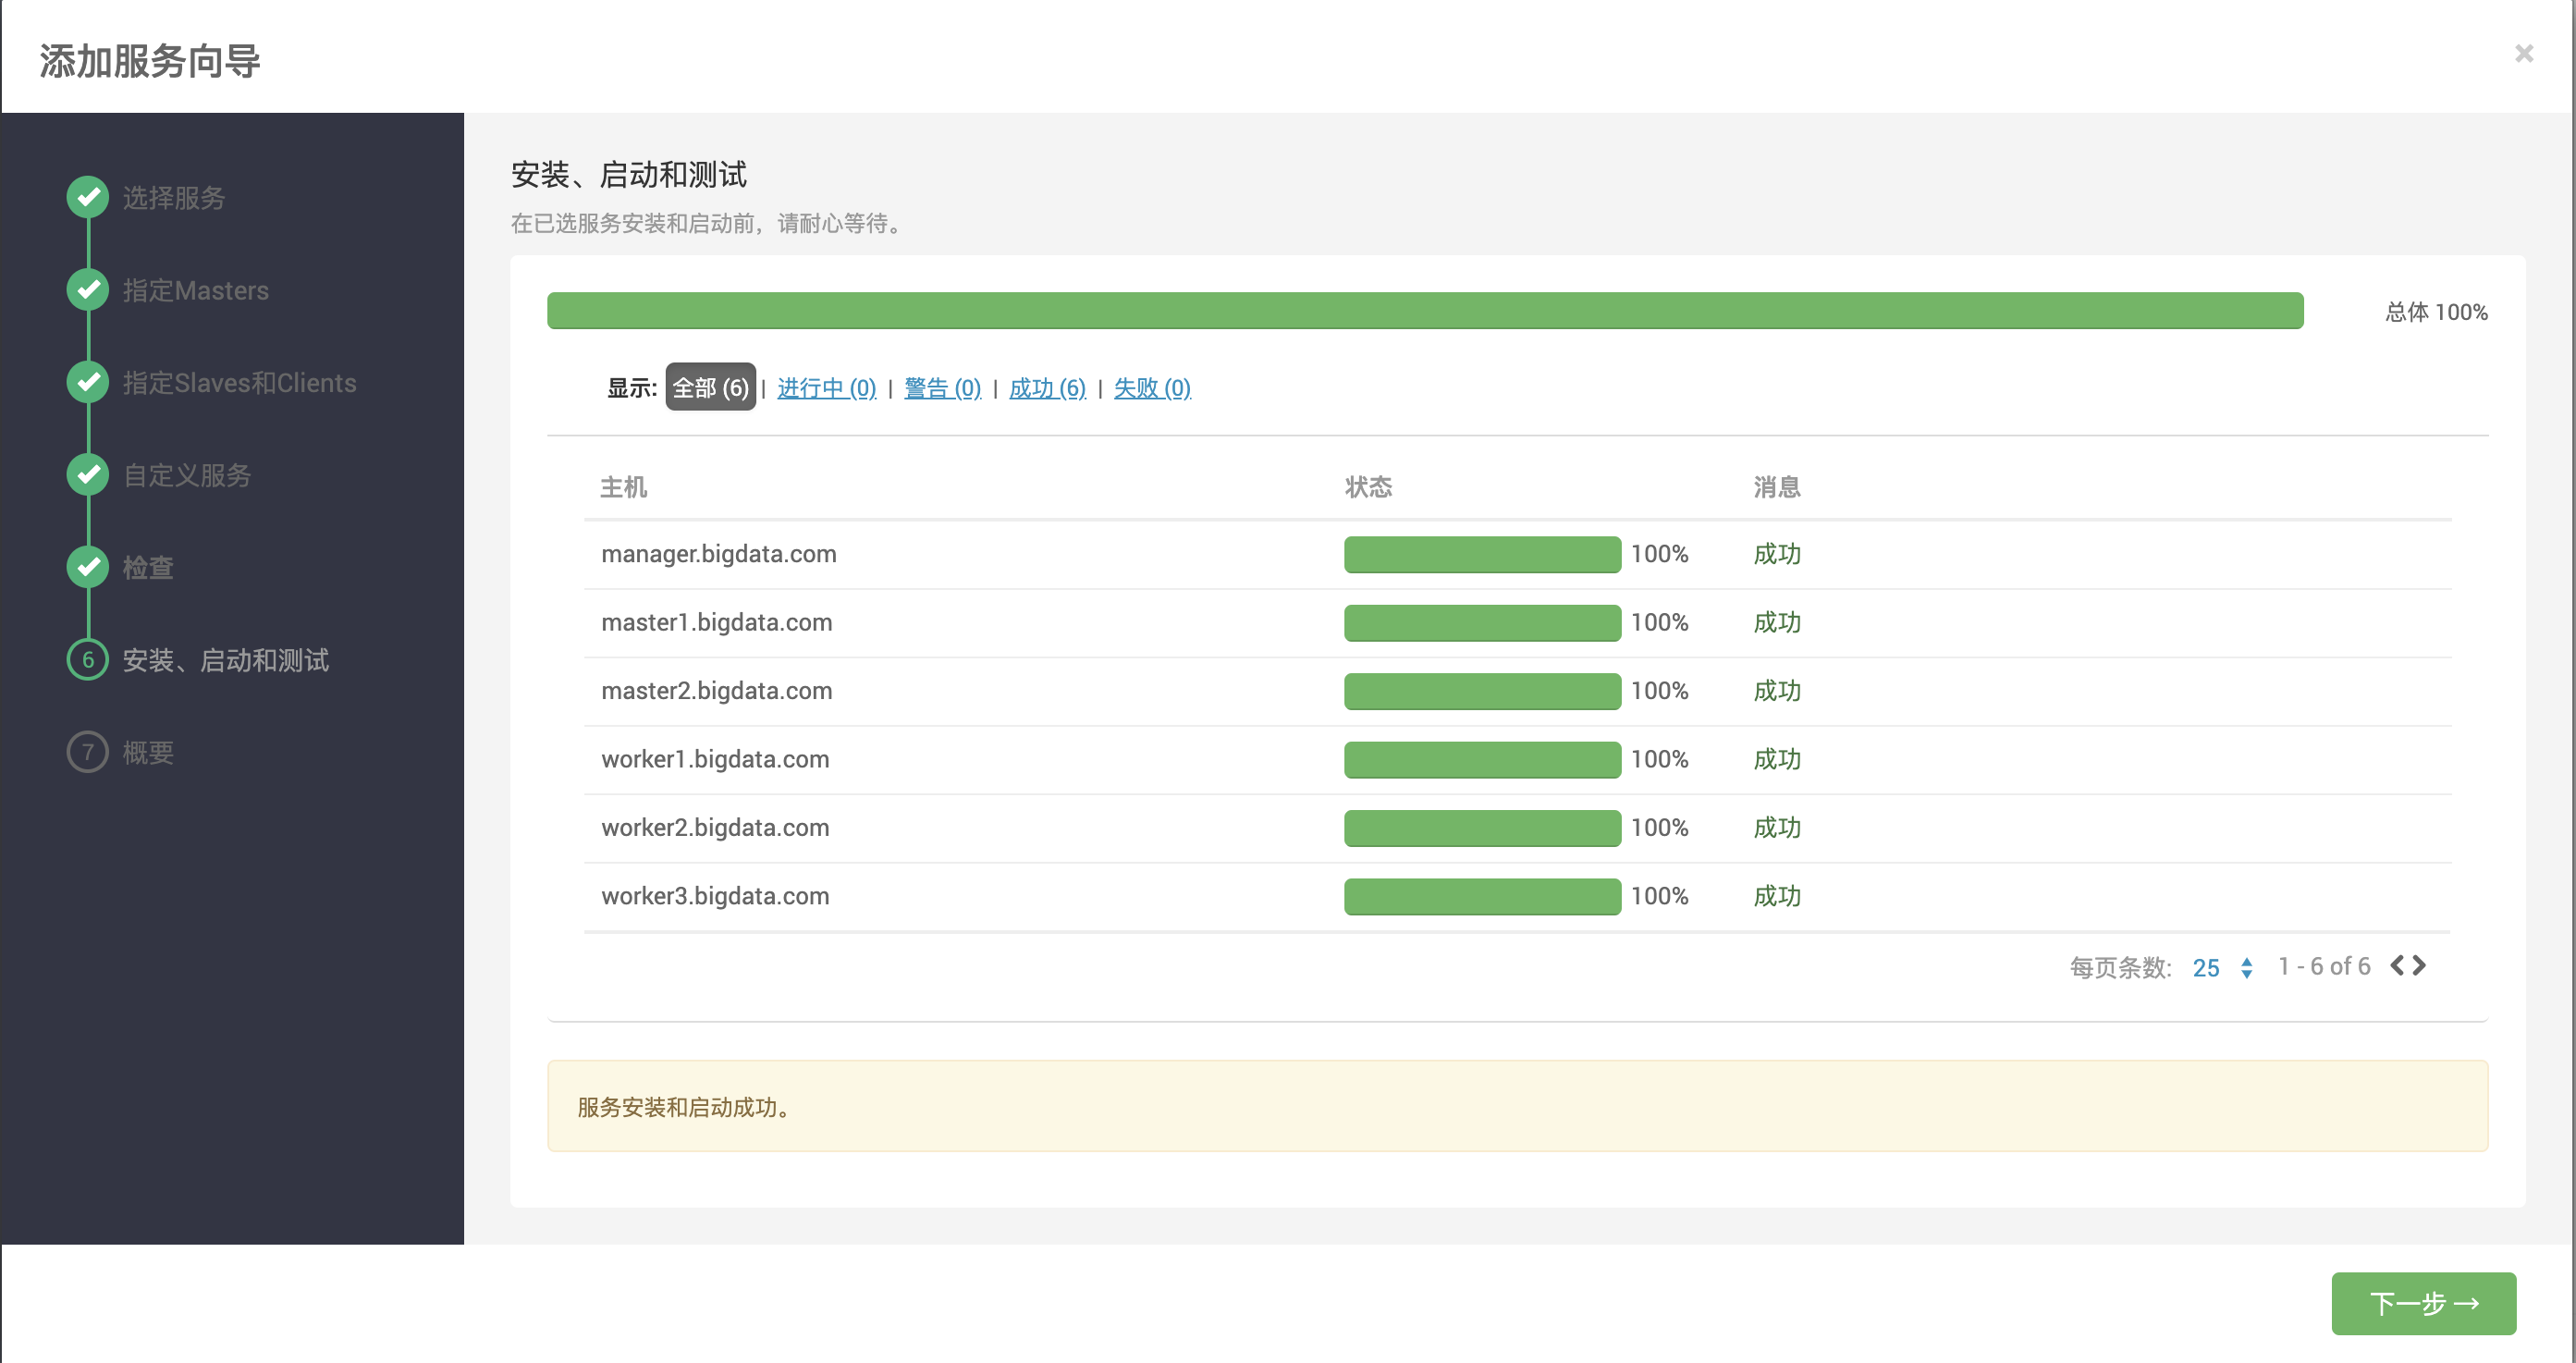 添加服务向导
×
选择服务
指定Masters
指定Slaves和Clients
自定义服务
检查
6 安装、启动和测试
7 概要
安装、启动和测试
在已选服务安装和启动前，请耐心等待。
总体 100%
显示: 全部 (6) | 进行中 (0) | 警告 (0) | 成功 (6) | 失败 (0)
主机 状态 消息
manager.bigdata.com 100% 成功
master1.bigdata.com 100% 成功
master2.bigdata.com 100% 成功
worker1.bigdata.com 100% 成功
worker2.bigdata.com 100% 成功
worker3.bigdata.com 100% 成功
每页条数: 25 1 - 6 of 6
服务安装和启动成功。
下一步 →